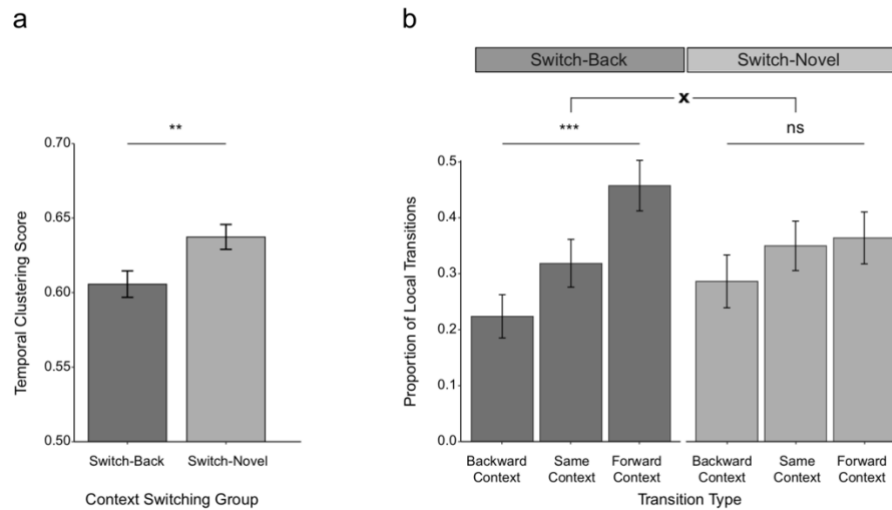 a
b
Switch-Back
Switch-Novel
x
**
***
ns
Temporal Clustering Score
0.70
0.65
0.60
0.55
0.50
Switch-Back
Switch-Novel
Context Switching Group
Proportion of Local Transitions
0.5
0.4
0.3
0.2
0.1
0.0
Backward
Context
Same
Context
Forward
Context
Backward
Context
Same
Context
Forward
Context
Transition Type